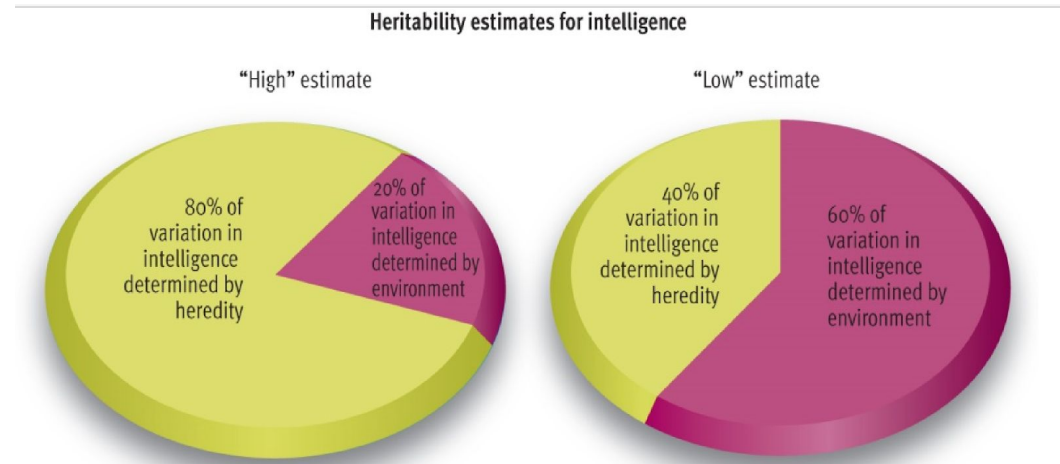 Heritability estimates for intelligence
“High” estimate
80% of
variation in
intelligence
determined by
heredity
20% of
variation in
intelligence
determined by
environment
“Low” estimate
40% of
variation in
intelligence
determined by
heredity
60% of
variation in
intelligence
determined by
environment